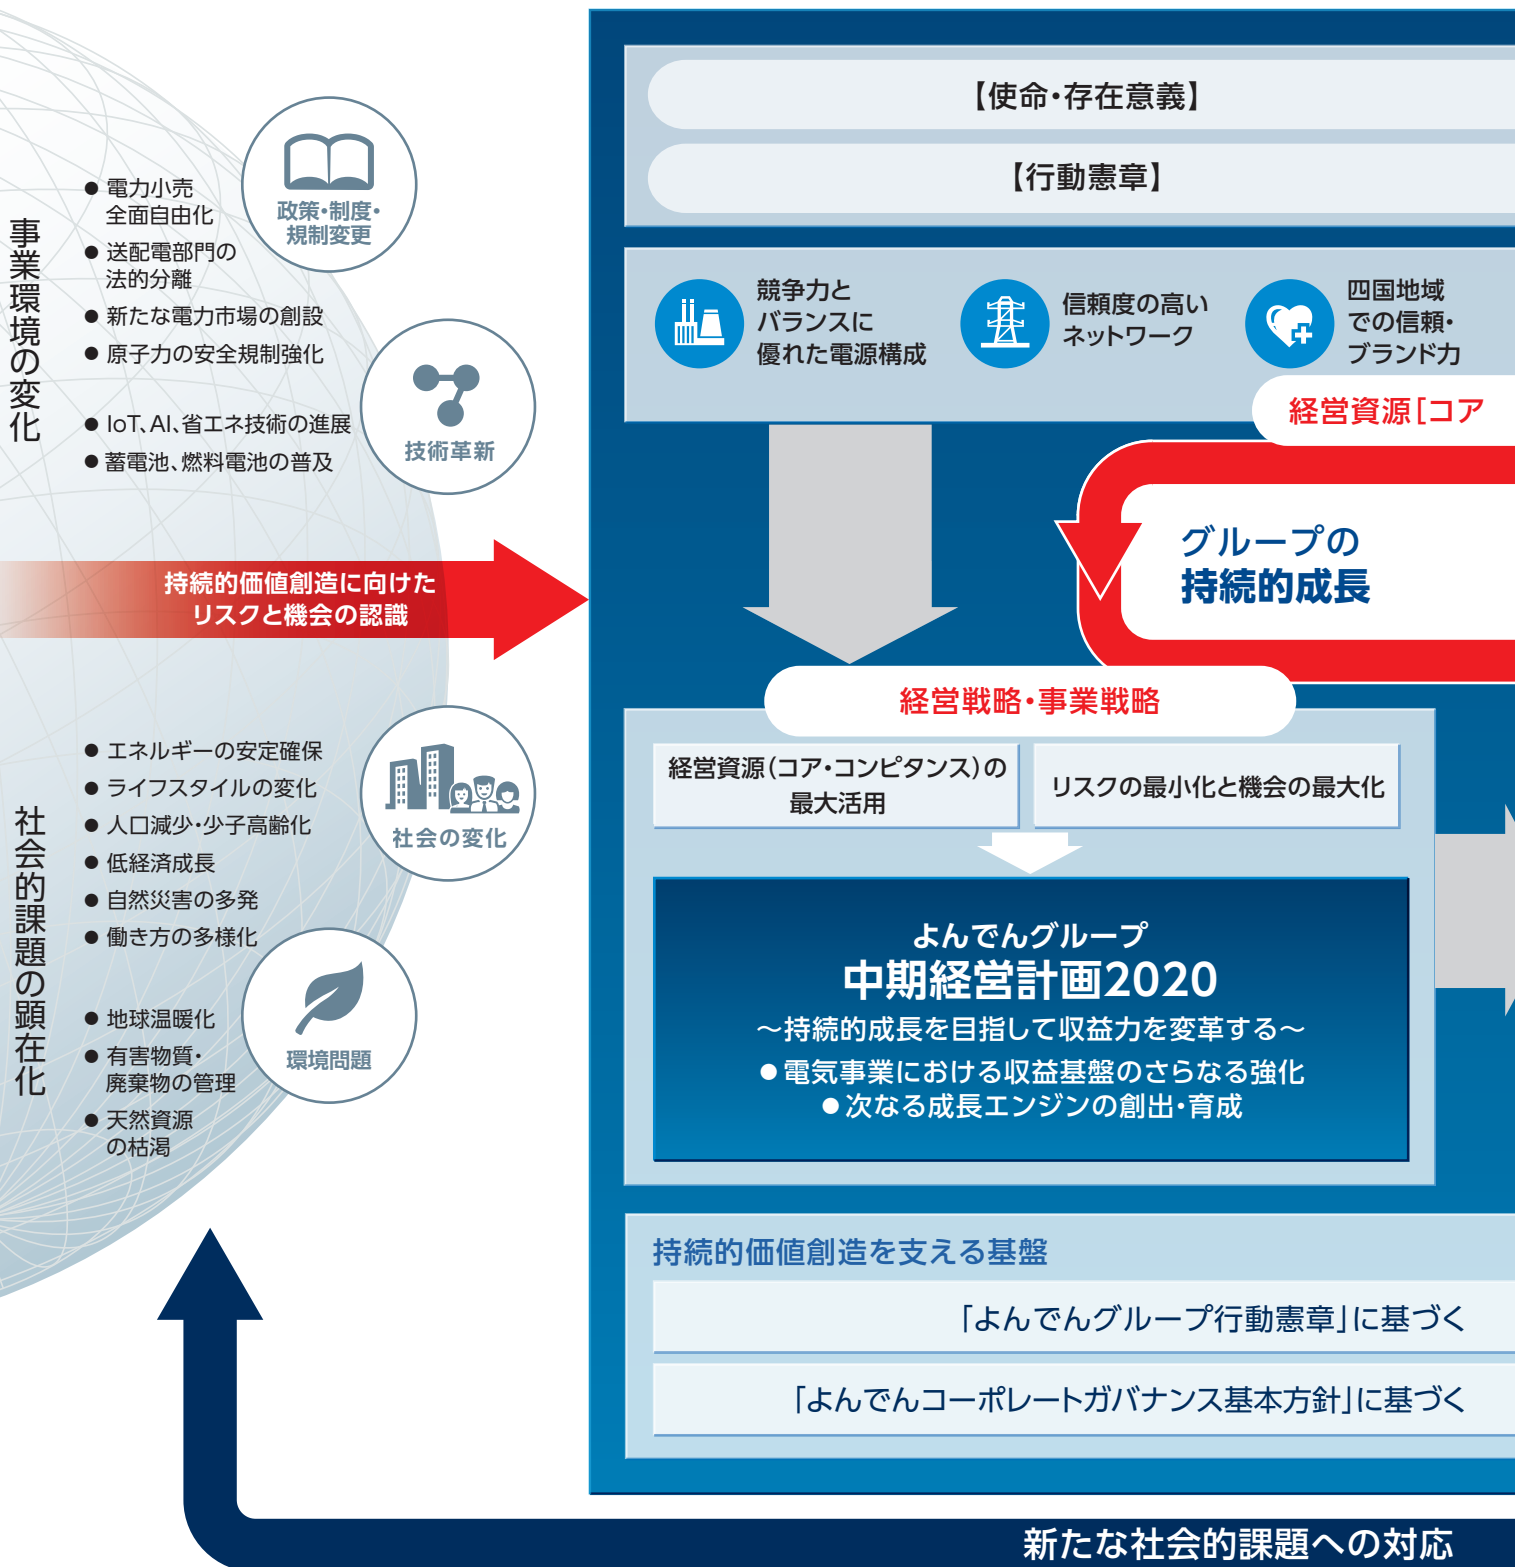 事業環境の変化
● 電力小売
全面自由化
● 送配電部門の
法的分離
● 新たな電力市場の創設
● 原子力の安全規制強化
政策・制度・
規制変更
● IoT、AI、省エネ技術の進展
● 蓄電池、燃料電池の普及
技術革新
持続的価値創造に向けた
リスクと機会の認識
社会的課題の顕在化
● エネルギーの安定確保
● ライフスタイルの変化
● 人口減少・少子高齢化
● 低経済成長
● 自然災害の多発
● 働き方の多様化
社会の変化
● 地球温暖化
● 有害物質・
廃棄物の管理
● 天然資源
の枯渇
環境問題
【使命・存在意義】
【行動憲章】
競争力と
バランスに
優れた電源構成
信頼度の高い
ネットワーク
四国地域
での信頼・
ブランド力
経営資源［コア
グループの
持続的成長
経営戦略・事業戦略
経営資源（コア・コンピタンス）の
最大活用
リスクの最小化と機会の最大化
よんでんグループ
中期経営計画2020
～持続的成長を目指して収益力を変革する～
●電気事業における収益基盤のさらなる強化
●次なる成長エンジンの創出・育成
持続的価値創造を支える基盤
「よんでんグループ行動憲章」に基づく
「よんでんコーポレートガバナンス基本方針」に基づく
新たな社会的課題への対応